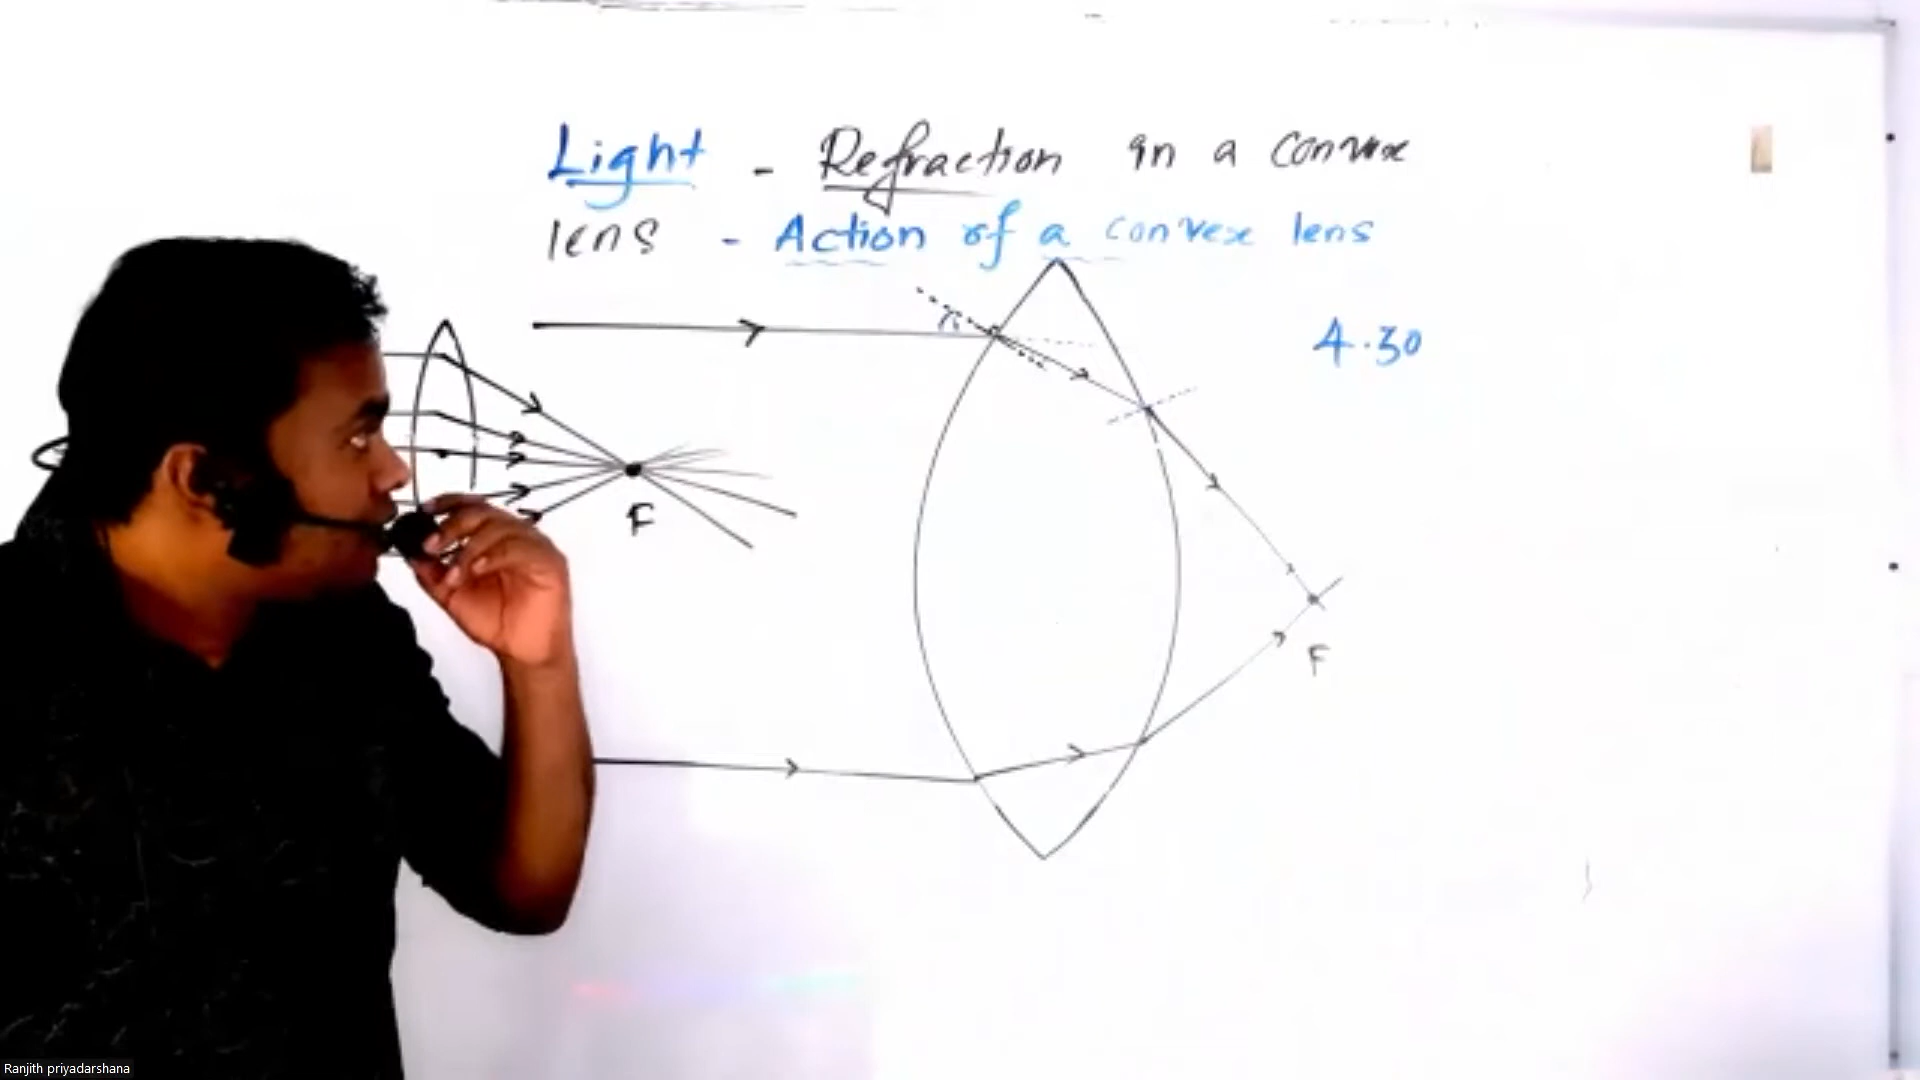 Light - Refraction in a convex
lens - Action of a convex lens
4.30
F
F
Ranjith priyadarshana